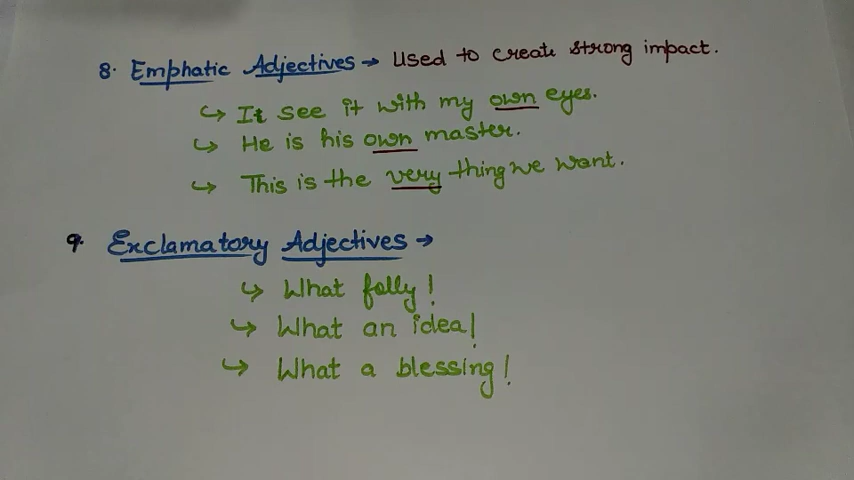 8. Emphatic Adjectives → Used to create strong impact.
↪ It see it with my own eyes.
↪ He is his own master.
↪ This is the very thing we want.
9. Exclamatory Adjectives →
↪ What folly!
↪ What an idea!
↪ What a blessing!